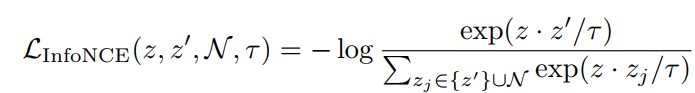 \mathcal{L}_{\text{InfoNCE}}(z, z', \mathcal{N}, \tau) = -\log \frac{\exp(z \cdot z'/\tau)}{\sum_{z_j \in \{z'\} \cup \mathcal{N}} \exp(z \cdot z_j/\tau)}